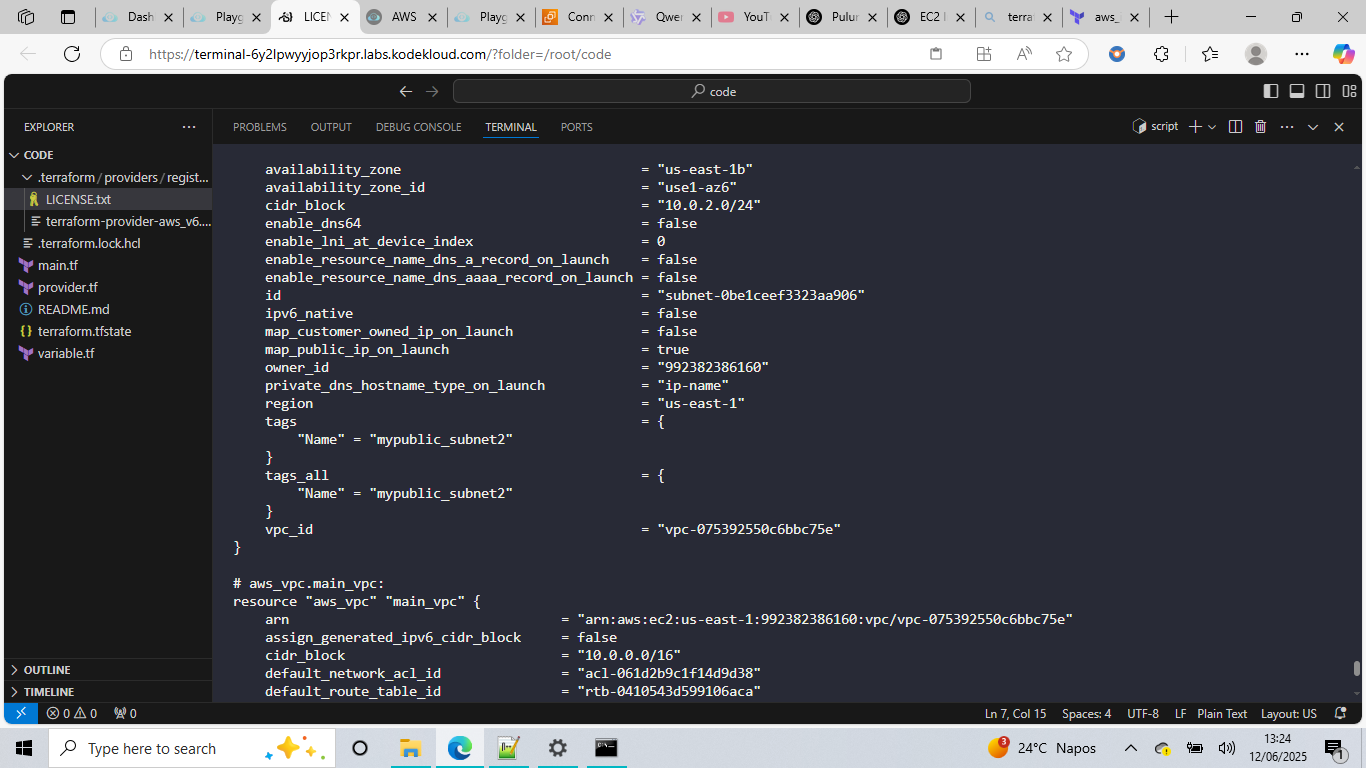 Dash
Playg
LICEN
AWS
Playg
Conn
Qwer
YouT
Pulur
EC2 I
terra
aws_
https://terminal-6y2lpwyyjop3rkpr.labs.kodekloud.com/?folder=/root/code
code
EXPLORER
PROBLEMS OUTPUT DEBUG CONSOLE TERMINAL PORTS
script
CODE
.terraform / providers / regist...
LICENSE.txt
terraform-provider-aws_v6....
.terraform.lock.hcl
main.tf
provider.tf
README.md
terraform.tfstate
variable.tf
OUTLINE
TIMELINE
availability_zone = "us-east-1b"
availability_zone_id = "use1-az6"
cidr_block = "10.0.2.0/24"
enable_dns64 = false
enable_lni_at_device_index = 0
enable_resource_name_dns_a_record_on_launch = false
enable_resource_name_dns_aaaa_record_on_launch = false
id = "subnet-0be1ceef3323aa906"
ipv6_native = false
map_customer_owned_ip_on_launch = false
map_public_ip_on_launch = true
owner_id = "992382386160"
private_dns_hostname_type_on_launch = "ip-name"
region = "us-east-1"
tags = {
"Name" = "mypublic_subnet2"
}
tags_all = {
"Name" = "mypublic_subnet2"
}
vpc_id = "vpc-075392550c6bbc75e"
}
# aws_vpc.main_vpc:
resource "aws_vpc" "main_vpc" {
arn = "arn:aws:ec2:us-east-1:992382386160:vpc/vpc-075392550c6bbc75e"
assign_generated_ipv6_cidr_block = false
cidr_block = "10.0.0.0/16"
default_network_acl_id = "acl-061d2b9c1f14d9d38"
default_route_table_id = "rtb-0410543d599106aca"
0 0 0
Ln 7, Col 15 Spaces: 4 UTF-8 LF Plain Text Layout: US
Type here to search
3
24°C Napos
13:24
12/06/2025
1